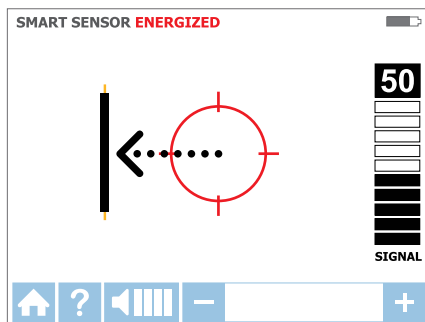 SMART SENSOR ENERGIZED
50
SIGNAL
?
− +